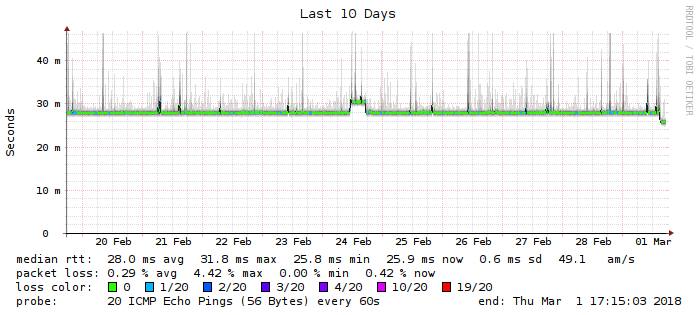 Last 10 Days
RRDTOOL / TOBI OETIKER
Seconds
40 m
30 m
20 m
10 m
0
20 Feb 21 Feb 22 Feb 23 Feb 24 Feb 25 Feb 26 Feb 27 Feb 28 Feb 01 Mar
median rtt: 28.0 ms avg 31.8 ms max 25.8 ms min 25.9 ms now 0.6 ms sd 49.1 am/s
packet loss: 0.29 % avg 4.42 % max 0.00 % min 0.42 % now
loss color: 0 1/20 2/20 3/20 4/20 10/20 19/20
probe: 20 ICMP Echo Pings (56 Bytes) every 60s end: Thu Mar 1 17:15:03 2018